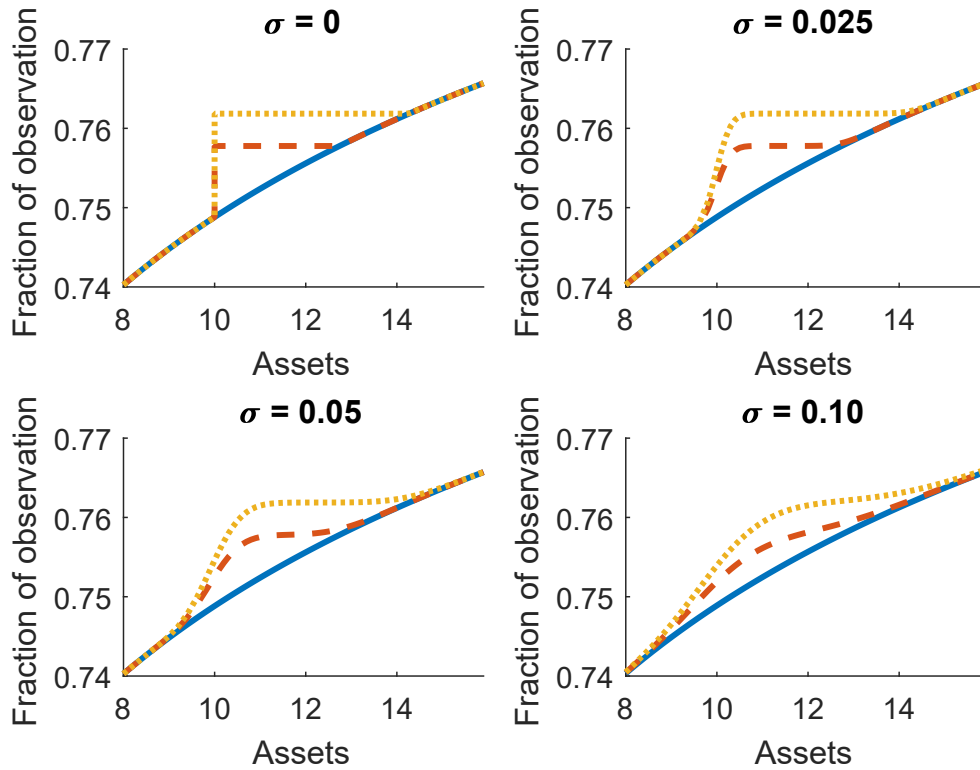 σ = 0
0.77
0.76
0.75
0.74
Fraction of observation
8
10
12
14
Assets
σ = 0.025
0.77
0.76
0.75
0.74
Fraction of observation
8
10
12
14
Assets
σ = 0.05
0.77
0.76
0.75
0.74
Fraction of observation
8
10
12
14
Assets
σ = 0.10
0.77
0.76
0.75
0.74
Fraction of observation
8
10
12
14
Assets